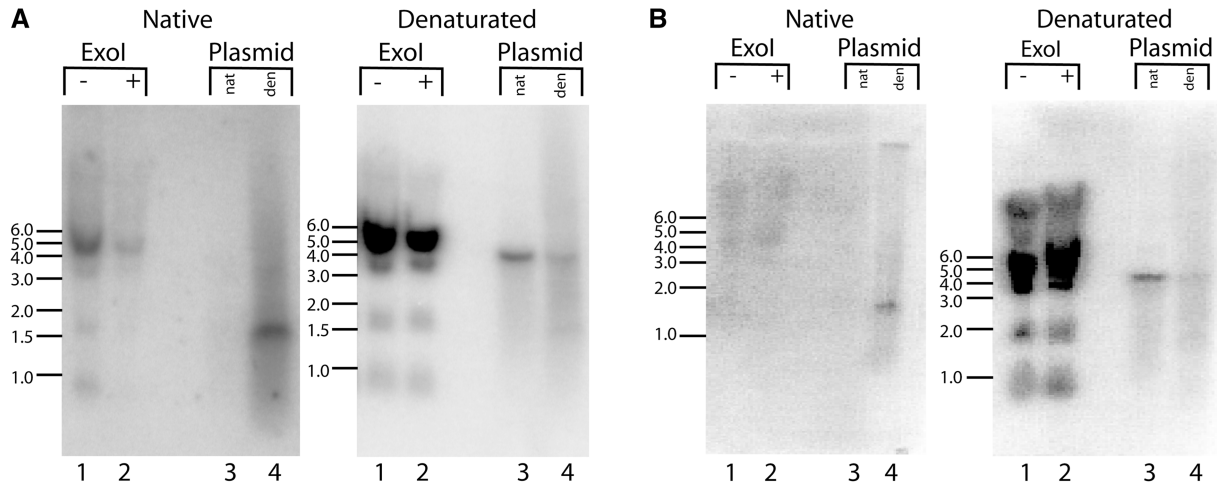 A
Native
Denaturated
ExoI
Plasmid
ExoI
Plasmid
-
+
nat
den
-
+
nat
den
6.0
5.0
4.0
3.0
2.0
1.5
1.0
6.0
5.0
4.0
3.0
2.0
1.5
1.0
1
2
3
4
1
2
3
4
B
Native
Denaturated
ExoI
Plasmid
ExoI
Plasmid
-
+
nat
den
-
+
nat
den
6.0
5.0
4.0
3.0
2.0
1.0
6.0
5.0
4.0
3.0
2.0
1.0
1
2
3
4
1
2
3
4